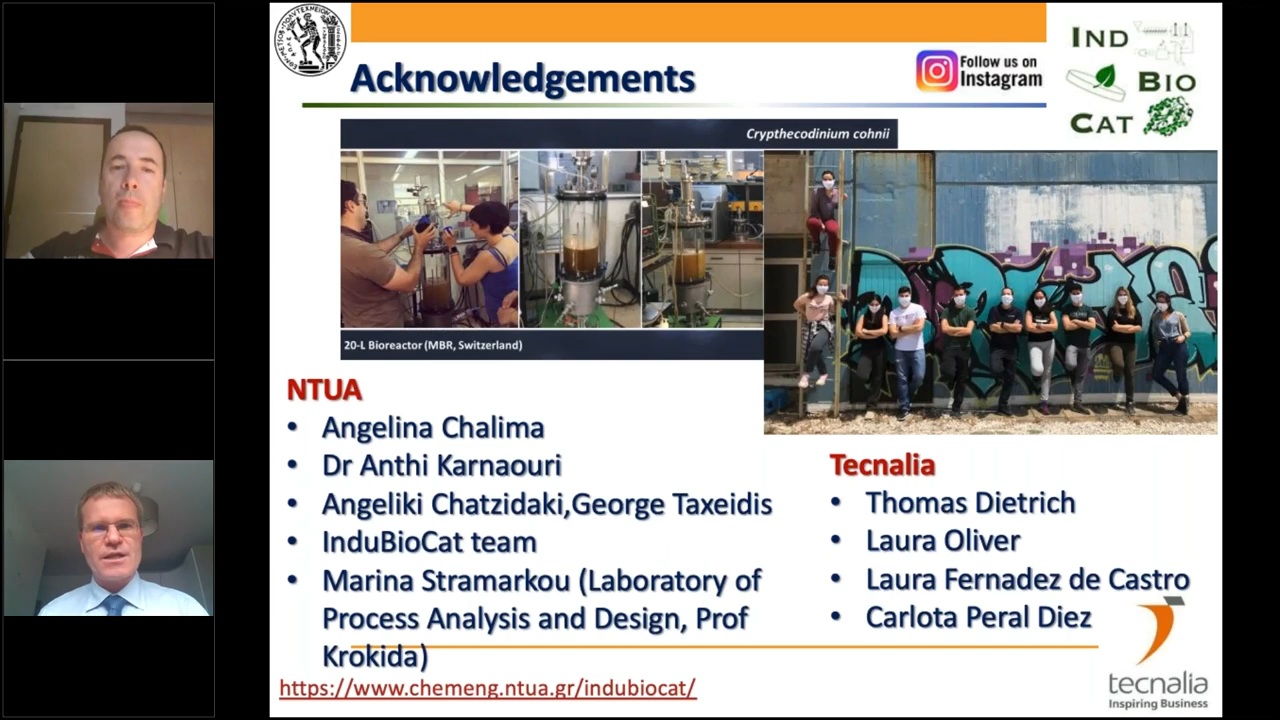 Acknowledgements
Follow us on
Instagram
IND
BIO
CAT
Crypthecodinium cohnii
20-L Bioreactor (MBR, Switzerland)
NTUA
• Angelina Chalima
• Dr Anthi Karnaouri
• Angeliki Chatzidaki,George Taxeidis
• InduBioCat team
• Marina Stramarkou (Laboratory of
Process Analysis and Design, Prof
Krokida)
https://www.chemeng.ntua.gr/indubiocat/
Tecnalia
• Thomas Dietrich
• Laura Oliver
• Laura Fernadez de Castro
• Carlota Peral Diez
tecnalia
Inspiring Business